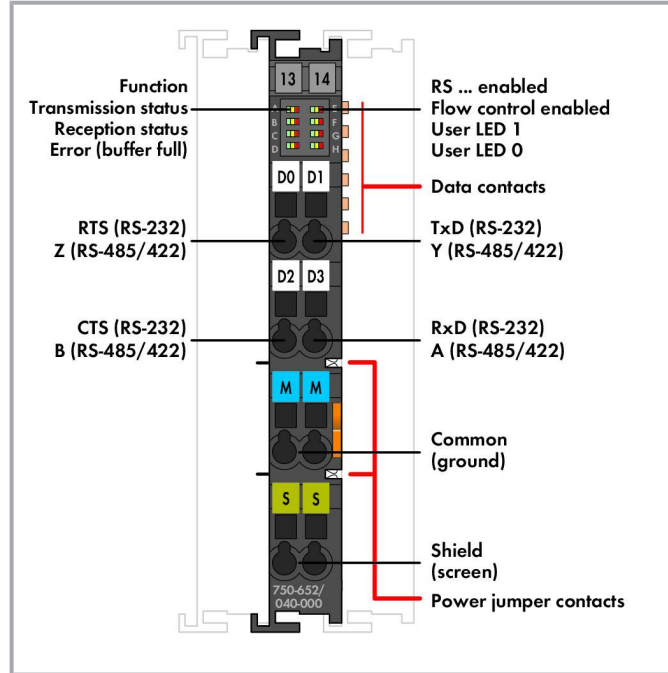 13 14
Function
Transmission status
Reception status
Error (buffer full)
A E
B F
C G
D H
RS ... enabled
Flow control enabled
User LED 1
User LED 0
Data contacts
D0 D1
RTS (RS-232)
Z (RS-485/422)
TxD (RS-232)
Y (RS-485/422)
D2 D3
CTS (RS-232)
B (RS-485/422)
RxD (RS-232)
A (RS-485/422)
M M
Common
(ground)
S S
Shield
(screen)
750-652/
040-000
Power jumper contacts